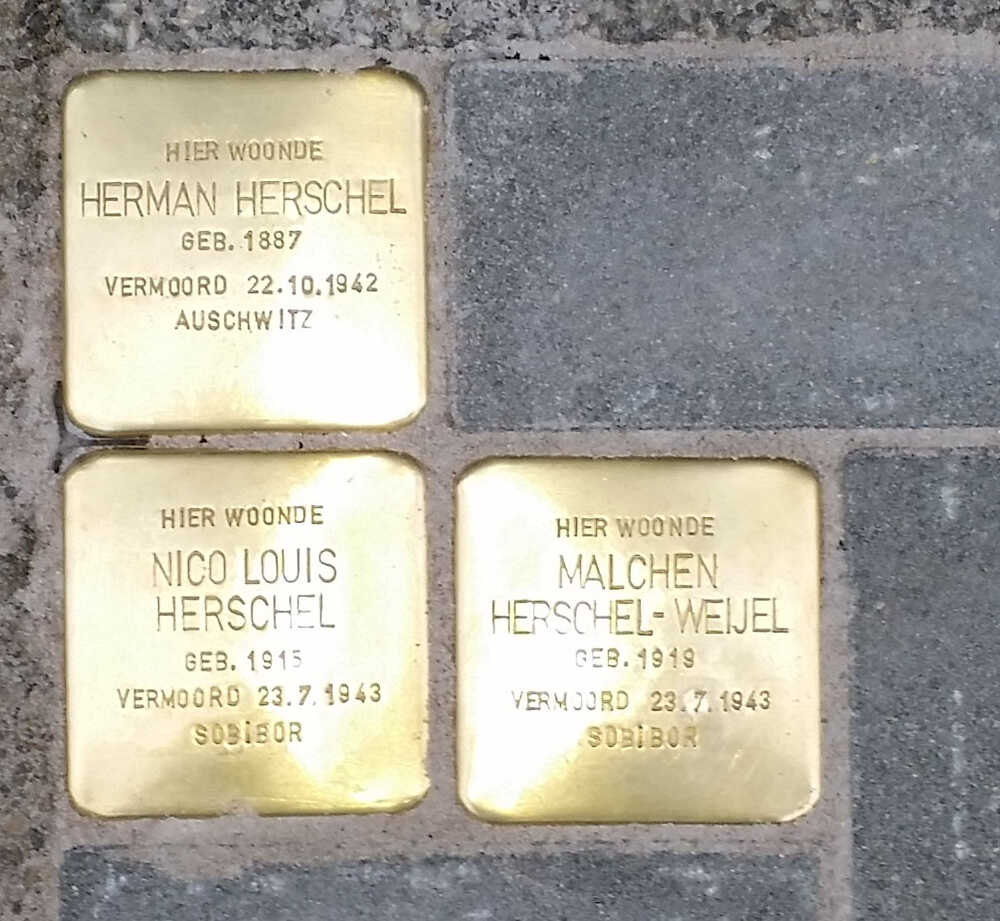 HIER WOONDE
HERMAN HERSCHEL
GEB. 1887
VERMOORD 22.10.1942
AUSCHWITZ
HIER WOONDE
NICO LOUIS
HERSCHEL
GEB. 1915
VERMOORD 23.7.1943
SOBIBOR
HIER WOONDE
MALCHEN
HERSCHEL-WEIJEL
GEB. 1919
VERMOORD 23.7.1943
SOBIBOR